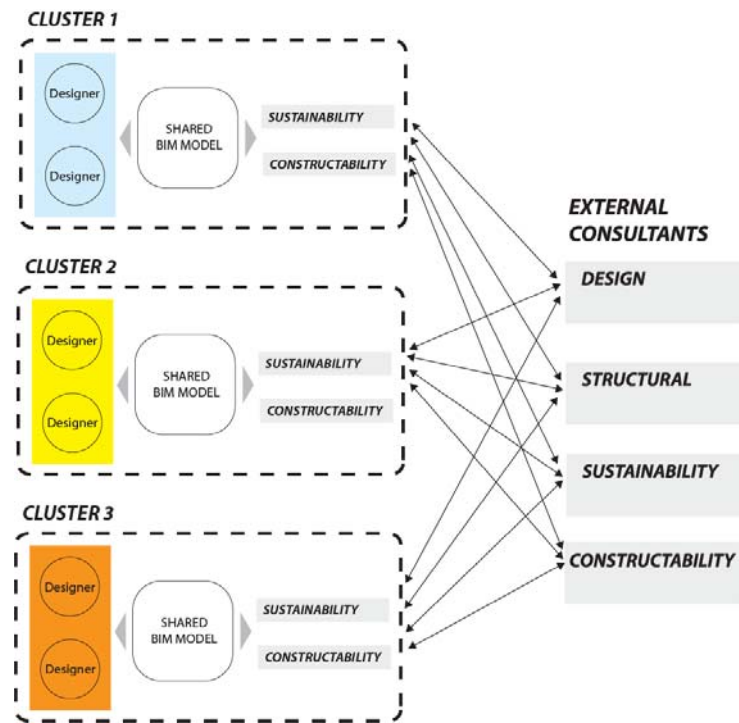 CLUSTER 1
Designer
Designer
SHARED
BIM MODEL
SUSTAINABILITY
CONSTRUCTABILITY
CLUSTER 2
Designer
Designer
SHARED
BIM MODEL
SUSTAINABILITY
CONSTRUCTABILITY
CLUSTER 3
Designer
Designer
SHARED
BIM MODEL
SUSTAINABILITY
CONSTRUCTABILITY
EXTERNAL
CONSULTANTS
DESIGN
STRUCTURAL
SUSTAINABILITY
CONSTRUCTABILITY